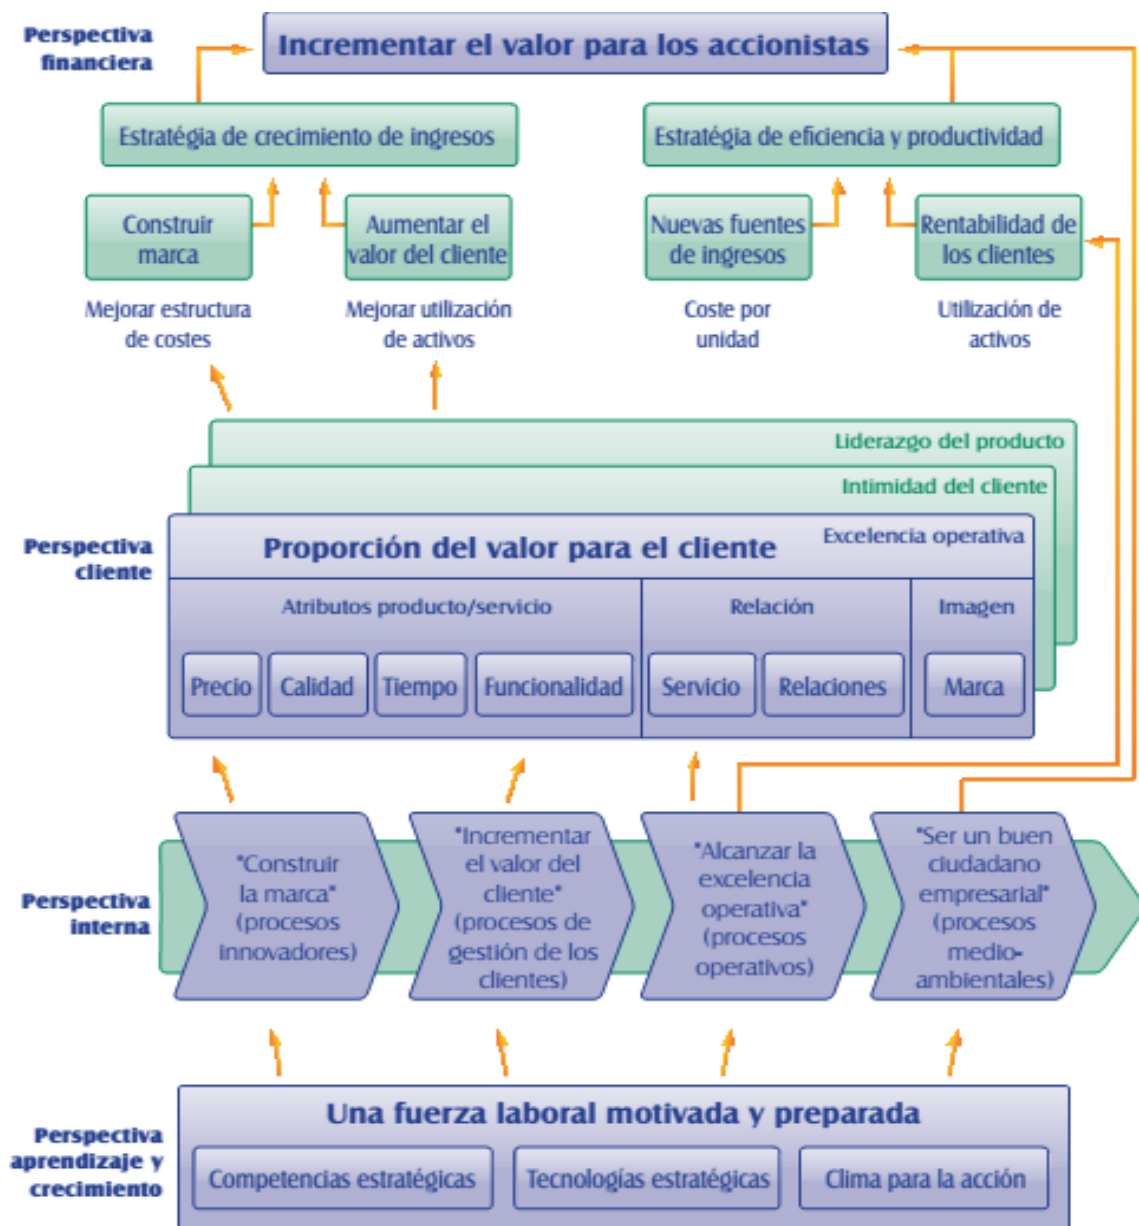 Perspectiva
financiera
Incrementar el valor para los accionistas
Estratégia de crecimiento de ingresos
Estratégia de eficiencia y productividad
Construir
marca
Aumentar el
valor del cliente
Nuevas fuentes
de ingresos
Rentabilidad de
los clientes
Mejorar estructura
de costes
Mejorar utilización
de activos
Coste por
unidad
Utilización de
activos
Liderazgo del producto
Intimidad del cliente
Excelencia operativa
Perspectiva
cliente
Proporción del valor para el cliente
Atributos producto/servicio
Relación
Imagen
Precio
Calidad
Tiempo
Funcionalidad
Servicio
Relaciones
Marca
Perspectiva
interna
"Construir
la marca"
(procesos
innovadores)
"Incrementar
el valor del
cliente"
(procesos de
gestión de los
clientes)
"Alcanzar la
excelencia
operativa"
(procesos
operativos)
"Ser un buen
ciudadano
empresarial"
(procesos
medio-
ambientales)
Perspectiva
aprendizaje y
crecimiento
Una fuerza laboral motivada y preparada
Competencias estratégicas
Tecnologías estratégicas
Clima para la acción